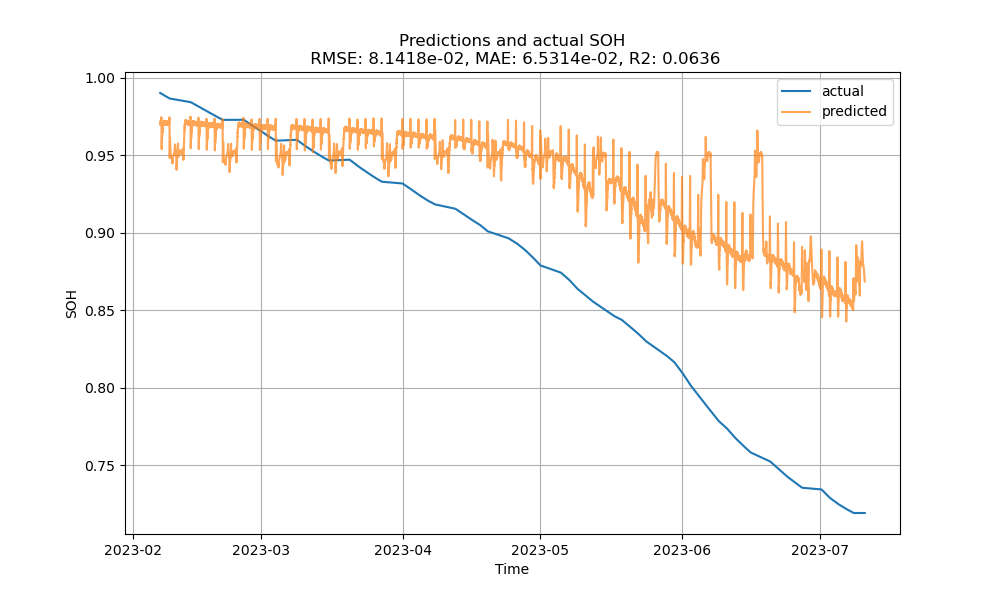 Predictions and actual SOH
RMSE: 8.1418e-02, MAE: 6.5314e-02, R2: 0.0636
actual
predicted
1.00
0.95
0.90
0.85
0.80
0.75
SOH
2023-02
2023-03
2023-04
2023-05
2023-06
2023-07
Time